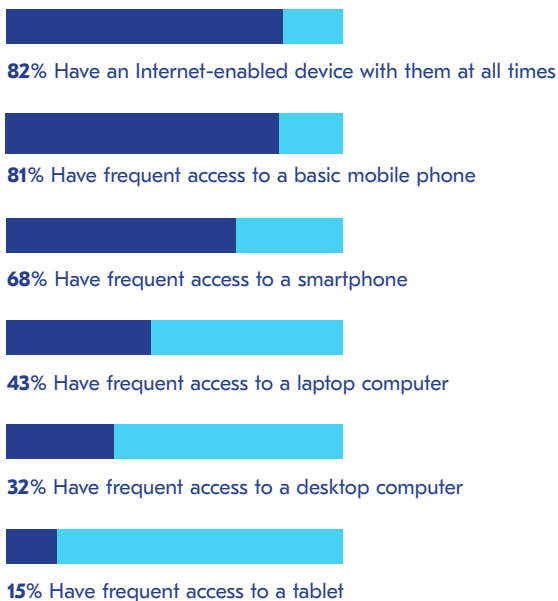 82% Have an Internet-enabled device with them at all times
81% Have frequent access to a basic mobile phone
68% Have frequent access to a smartphone
43% Have frequent access to a laptop computer
32% Have frequent access to a desktop computer
15% Have frequent access to a tablet